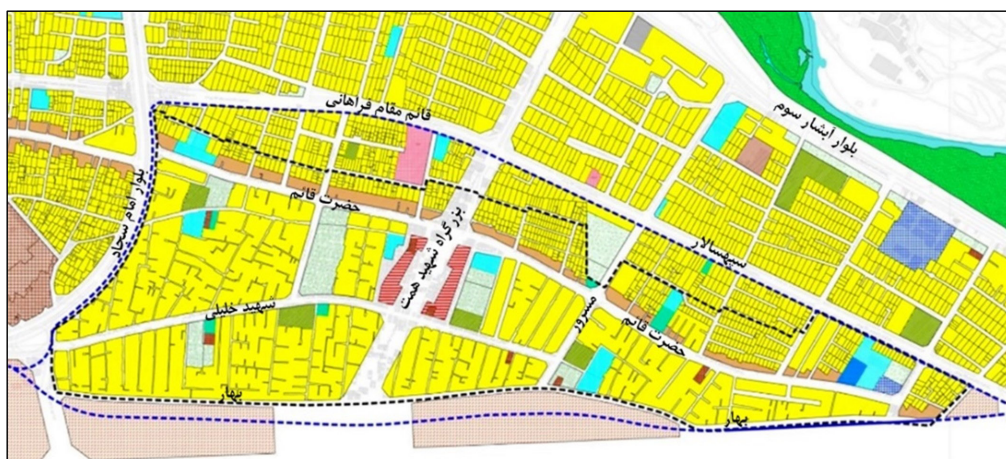 قائم مقام فراهانی
بلوار آبشار سوم
بلوار امام سجاد
حضرت قائم
بزرگراه شهید همت
سپهسالار
شهید خلیلی
حضرت قائم
بهار
بهار